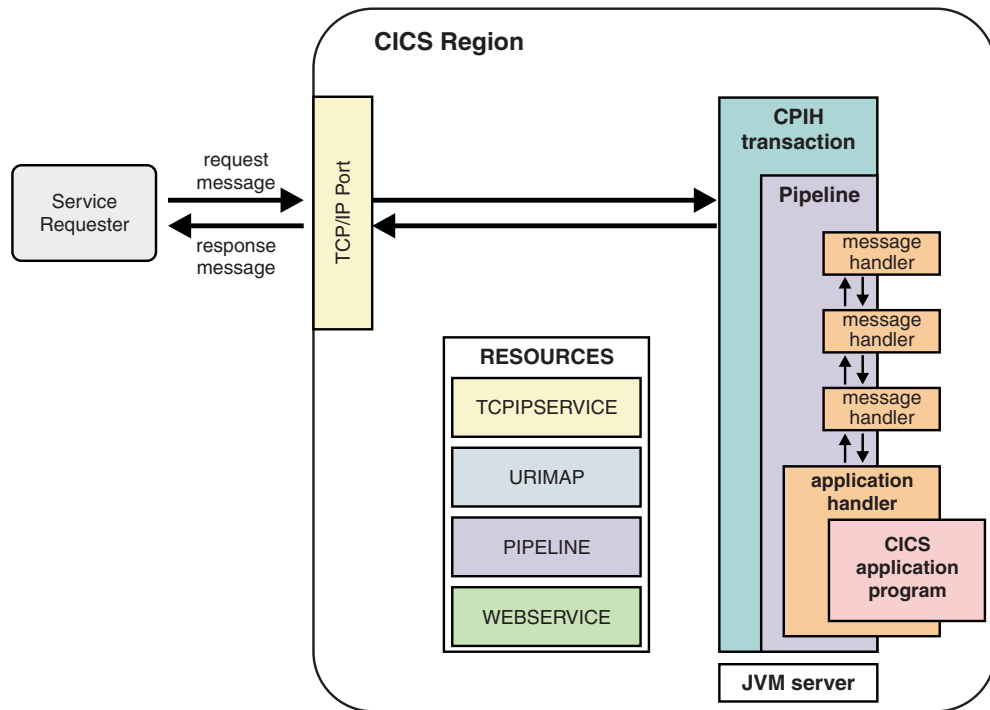 CICS Region
Service
Requester
request
message
response
message
TCP/IP Port
RESOURCES
TCPIPSERVICE
URIMAP
PIPELINE
WEBSERVICE
CPIH
transaction
Pipeline
message
handler
message
handler
message
handler
application
handler
CICS
application
program
JVM server